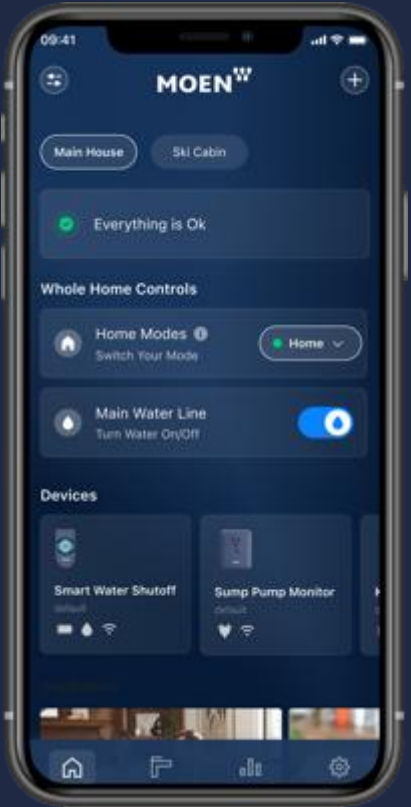 09:41
MOEN
Main House
Ski Cabin
Everything is Ok
Whole Home Controls
Home Modes
Switch Your Mode
Home
Main Water Line
Turn Water On/Off
Devices
Smart Water Shutoff
default
Sump Pump Monitor
default